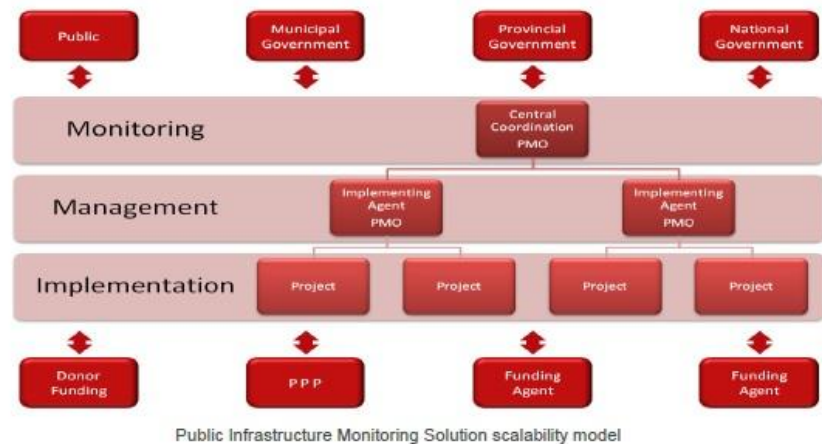 Public
Municipal
Government
Provincial
Government
National
Government
Monitoring
Central
Coordination
PMO
Management
Implementing
Agent
PMO
Implementing
Agent
PMO
Implementation
Project
Project
Project
Project
Donor
Funding
P P P
Funding
Agent
Funding
Agent
Public Infrastructure Monitoring Solution scalability model